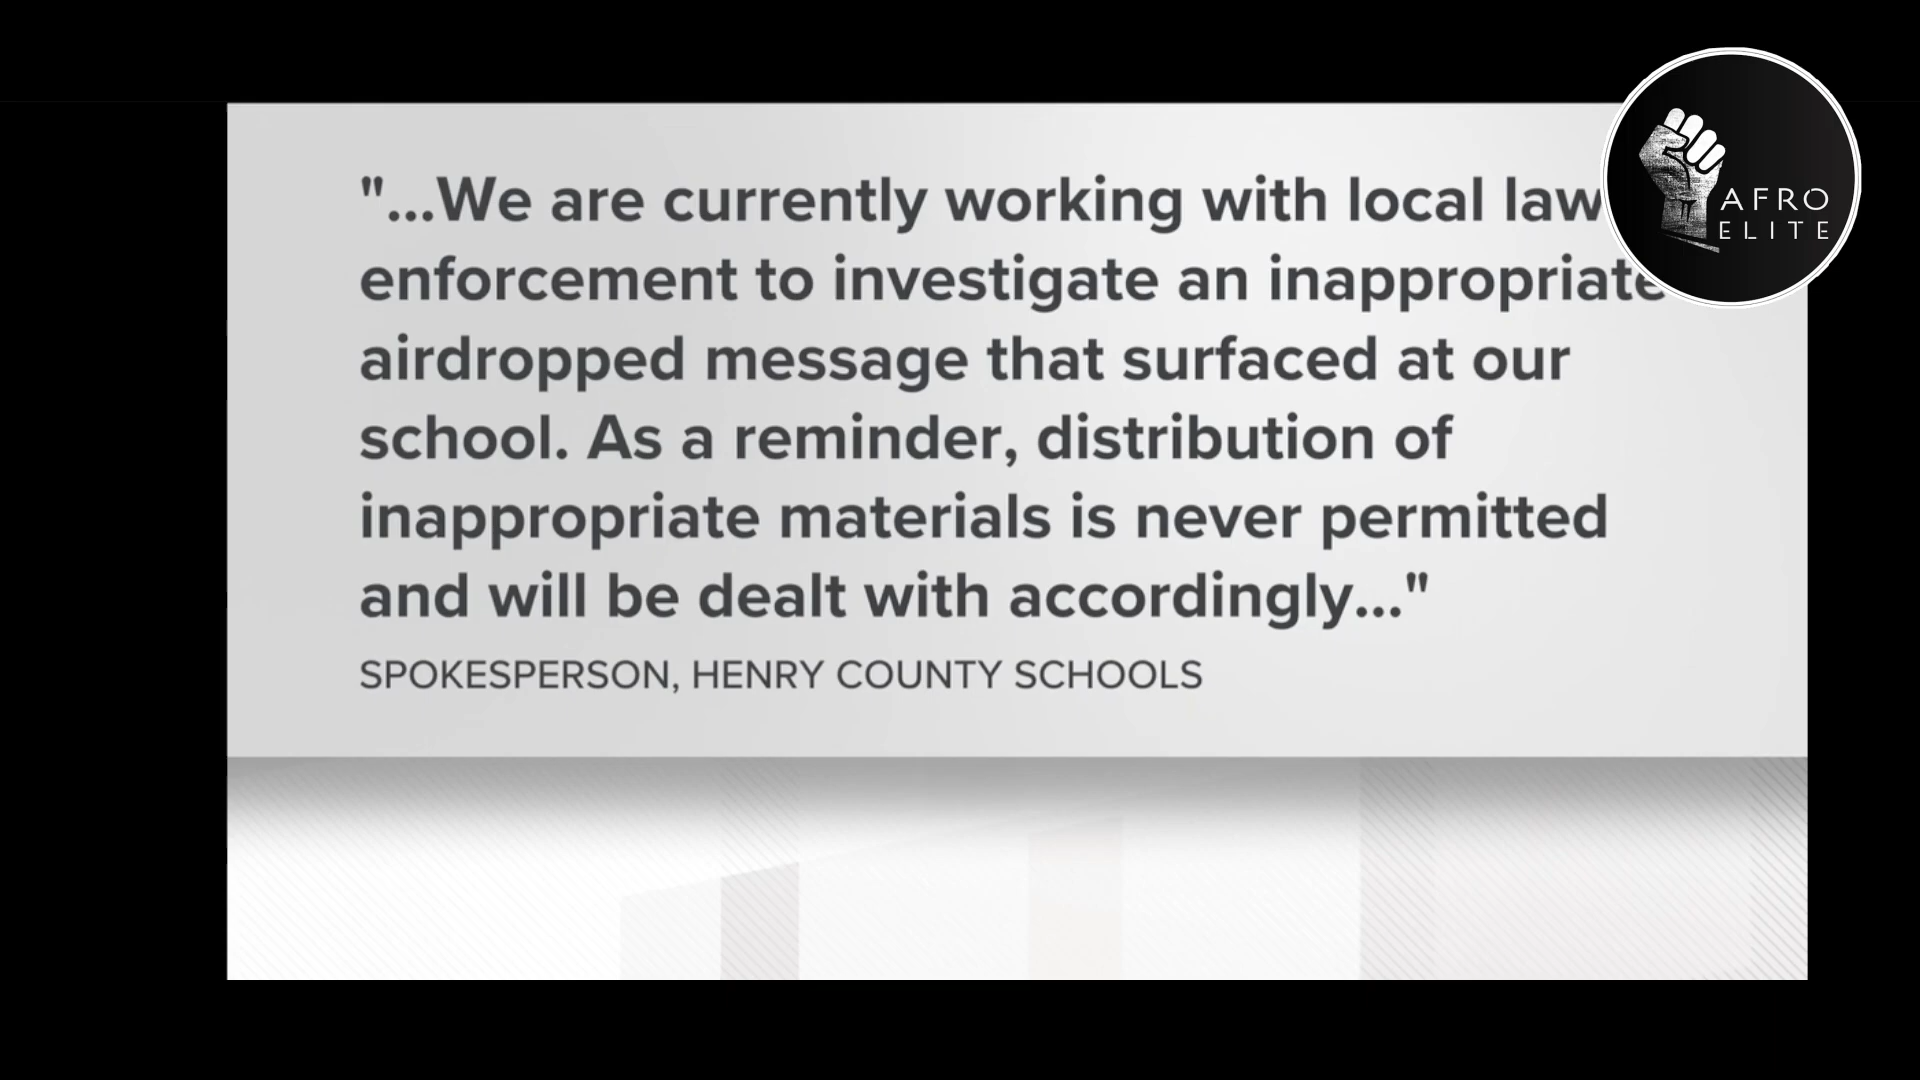 "...We are currently working with local law
enforcement to investigate an inappropriate
airdropped message that surfaced at our
school. As a reminder, distribution of
inappropriate materials is never permitted
and will be dealt with accordingly..."
SPOKESPERSON, HENRY COUNTY SCHOOLS
AFRO
ELITE